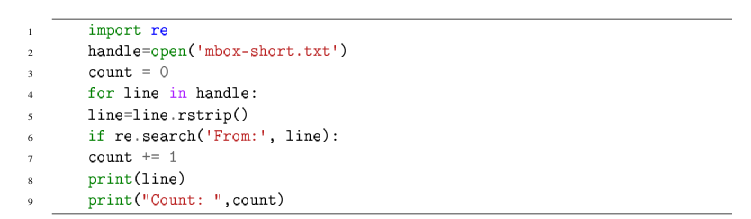 1 import re
2 handle=open('mbox-short.txt')
3 count = 0
4 for line in handle:
5 line=line.rstrip()
6 if re.search('From:', line):
7 count += 1
8 print(line)
9 print("Count: ",count)